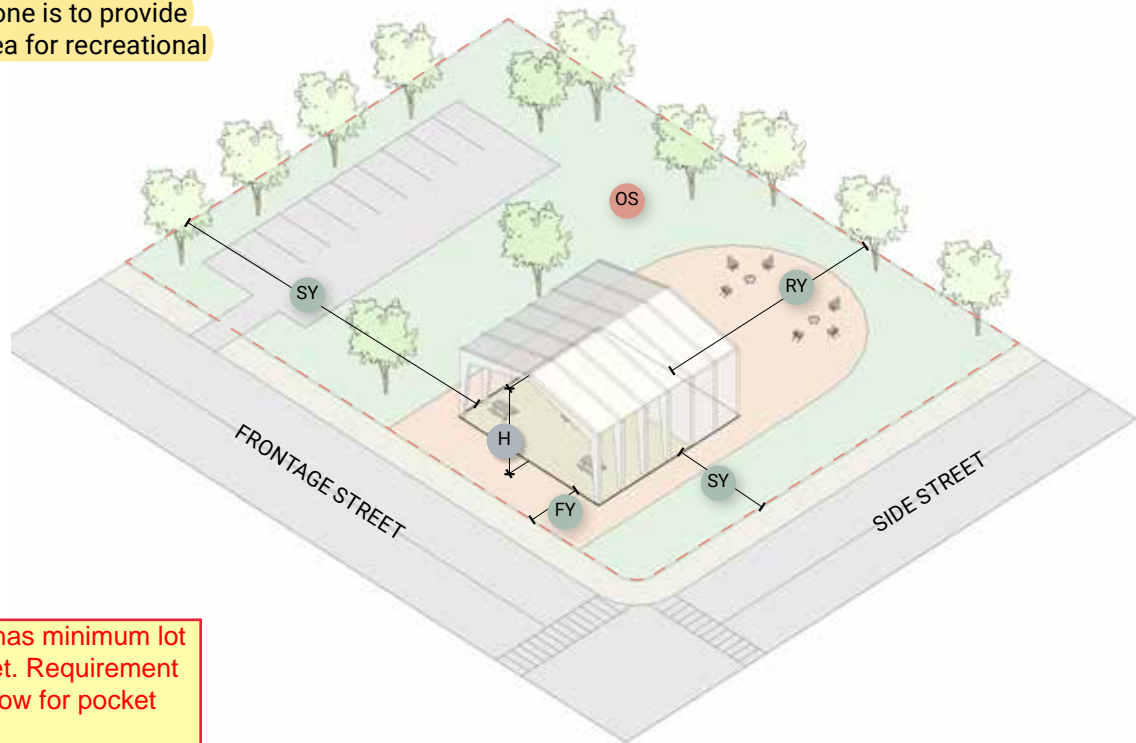 one is to provide
ea for recreational
OS
RY
SY
H
SY
FY
FRONTAGE STREET
SIDE STREET
has minimum lot
et. Requirement
ow for pocket